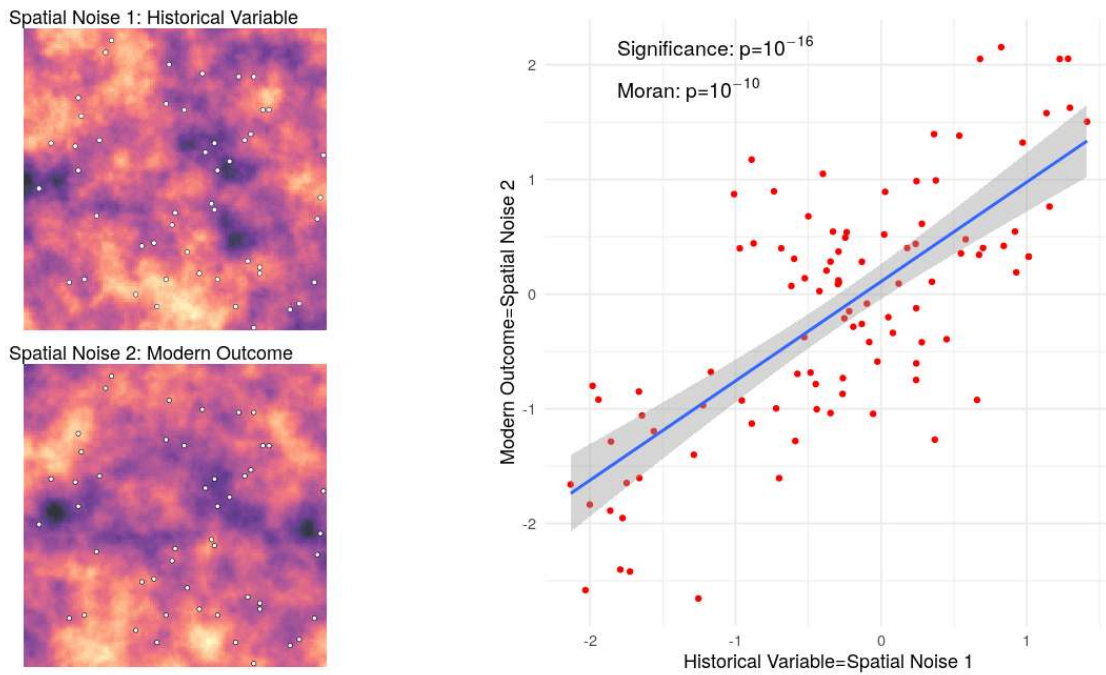 Spatial Noise 1: Historical Variable
Spatial Noise 2: Modern Outcome
Significance: p=10⁻¹⁶
Moran: p=10⁻¹⁰
Modern Outcome=Spatial Noise 2
2
1
0
-1
-2
-2 -1 0 1
Historical Variable=Spatial Noise 1